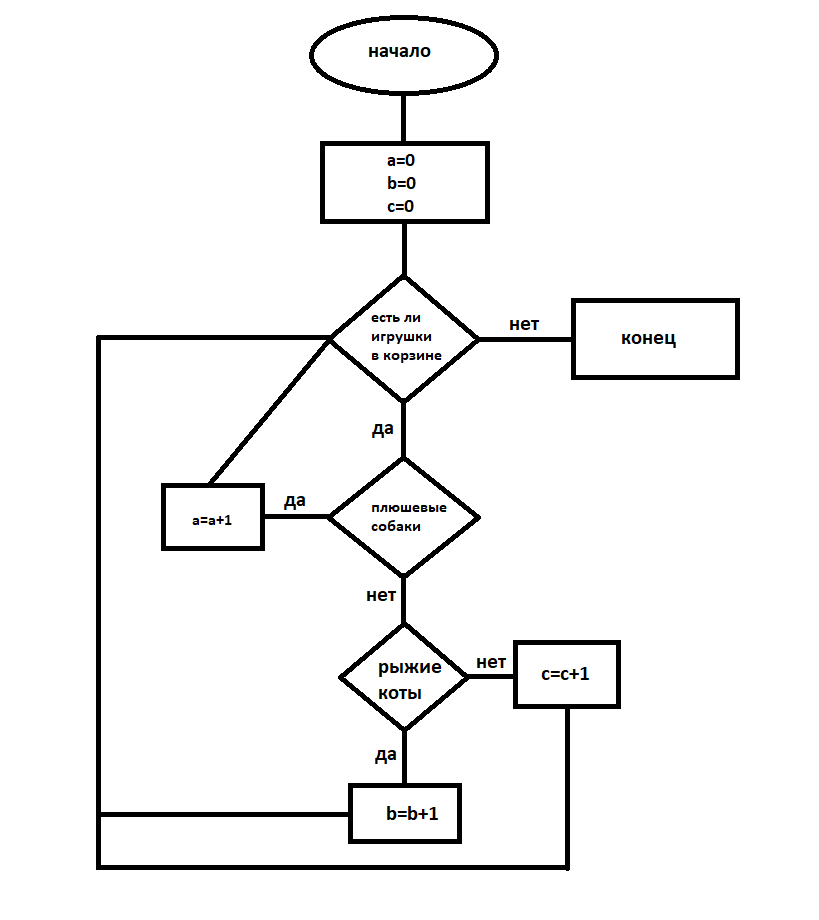 начало
a=0
b=0
c=0
есть ли
игрушки
в корзине
нет
конец
да
плюшевые
собаки
да
a=a+1
нет
рыжие
коты
нет
c=c+1
да
b=b+1